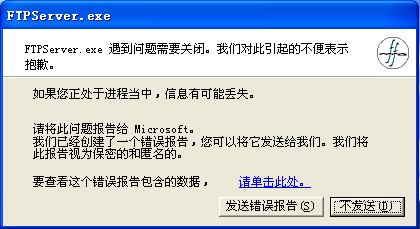 FTPServer.exe
FTPServer.exe 遇到问题需要关闭。我们对此引起的不便表示
抱歉。
如果您正处于进程当中，信息有可能丢失。
请将此问题报告给 Microsoft。
我们已经创建了一个错误报告，您可以将它发送给我们。我们将
此报告视为保密的和匿名的。
要查看这个错误报告包含的数据， 请单击此处。
发送错误报告(S) 不发送(D)